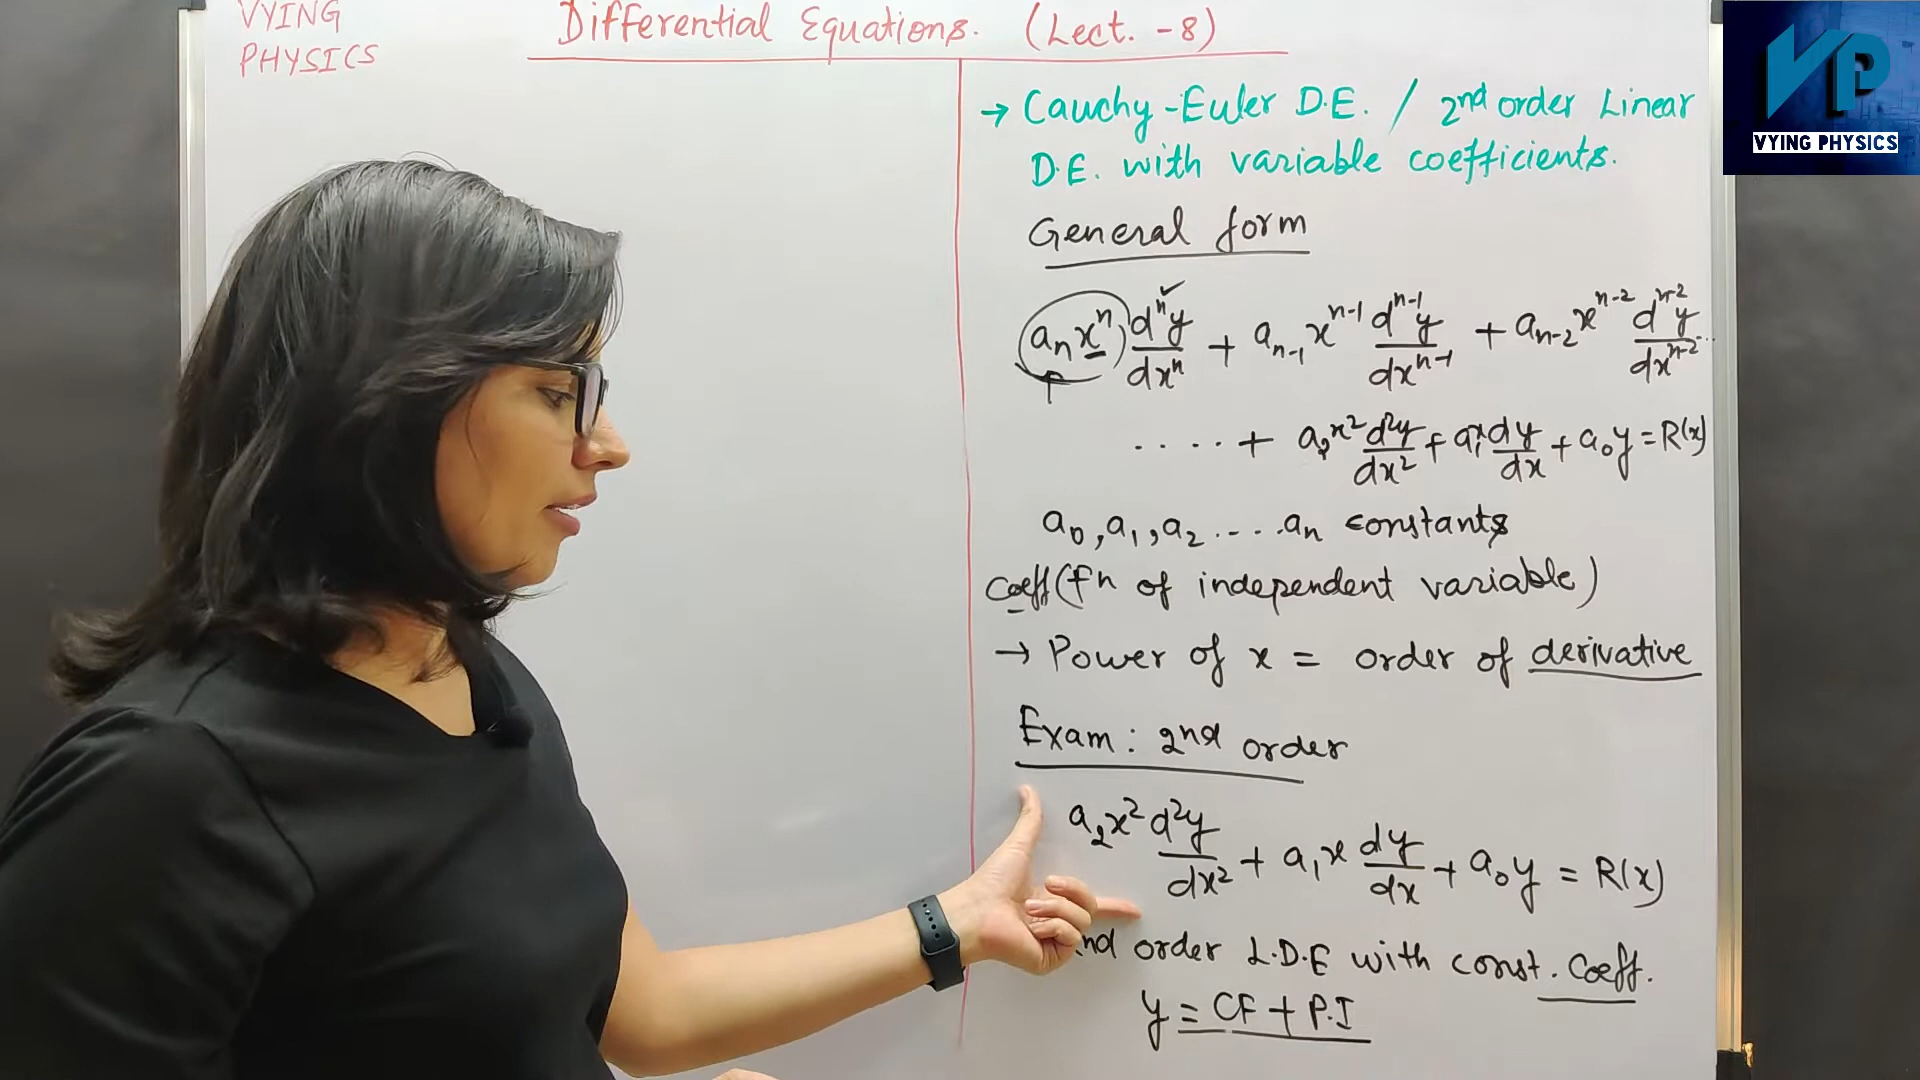 VYING
PHYSICS
Differential Equations. (Lect. -8)
VP
VYING PHYSICS
→ Cauchy-Euler D.E. / 2nd order Linear
D.E. with variable coefficients.
General form
aₙxⁿ dⁿy/dxⁿ + aₙ₋₁xⁿ⁻¹ dⁿ⁻¹y/dxⁿ⁻¹ + aₙ₋₂xⁿ⁻² dⁿ⁻²y/dxⁿ⁻² ...
..... + a₂x² d²y/dx² + a₁x dy/dx + a₀y = R(x)
a₀, a₁, a₂ .... aₙ constants
coeff (fn of independent variable)
→ Power of x = order of derivative
Exam: 2nd order
a₂x² d²y/dx² + a₁x dy/dx + a₀y = R(x)
nd order L.D.E with const. coeff.
y = CF + P.I